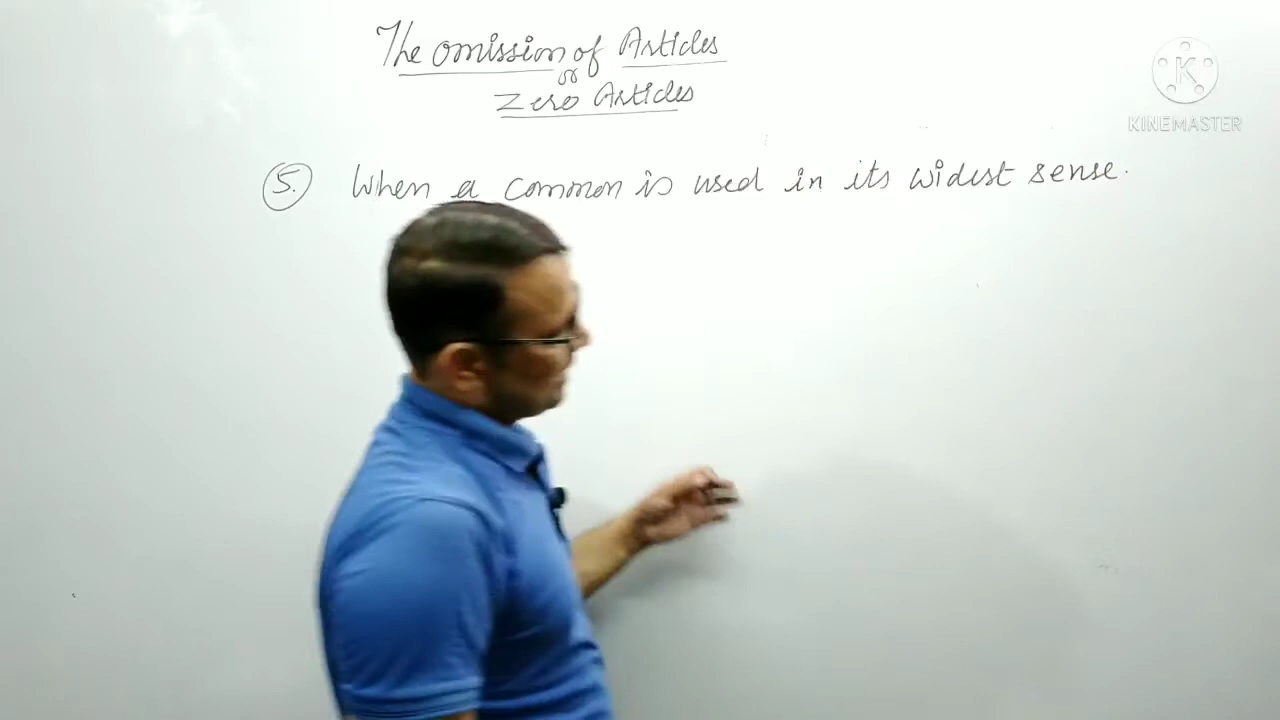 The omission of Articles
or
Zero Articles
K
KINEMASTER
5. When a common is used in its widest sense.